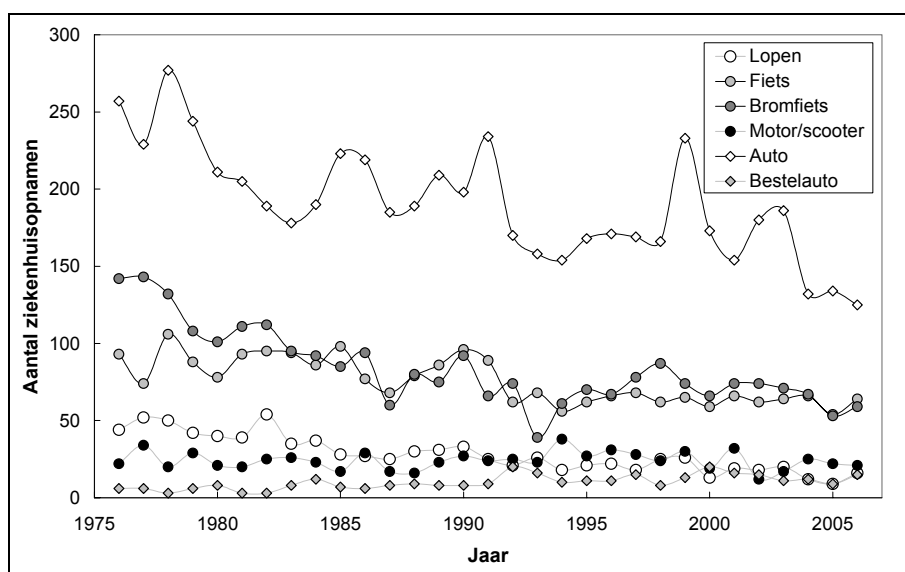 300
250
200
150
100
50
0
Aantal ziekenhuisopnamen
Lopen
Fiets
Bromfiets
Motor/scooter
Auto
Bestelauto
1975 1980 1985 1990 1995 2000 2005
Jaar